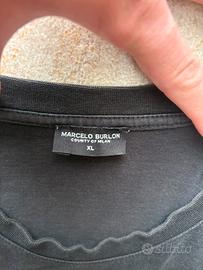 MARCELO BURLON
COUNTY OF MILAN
XL
subito